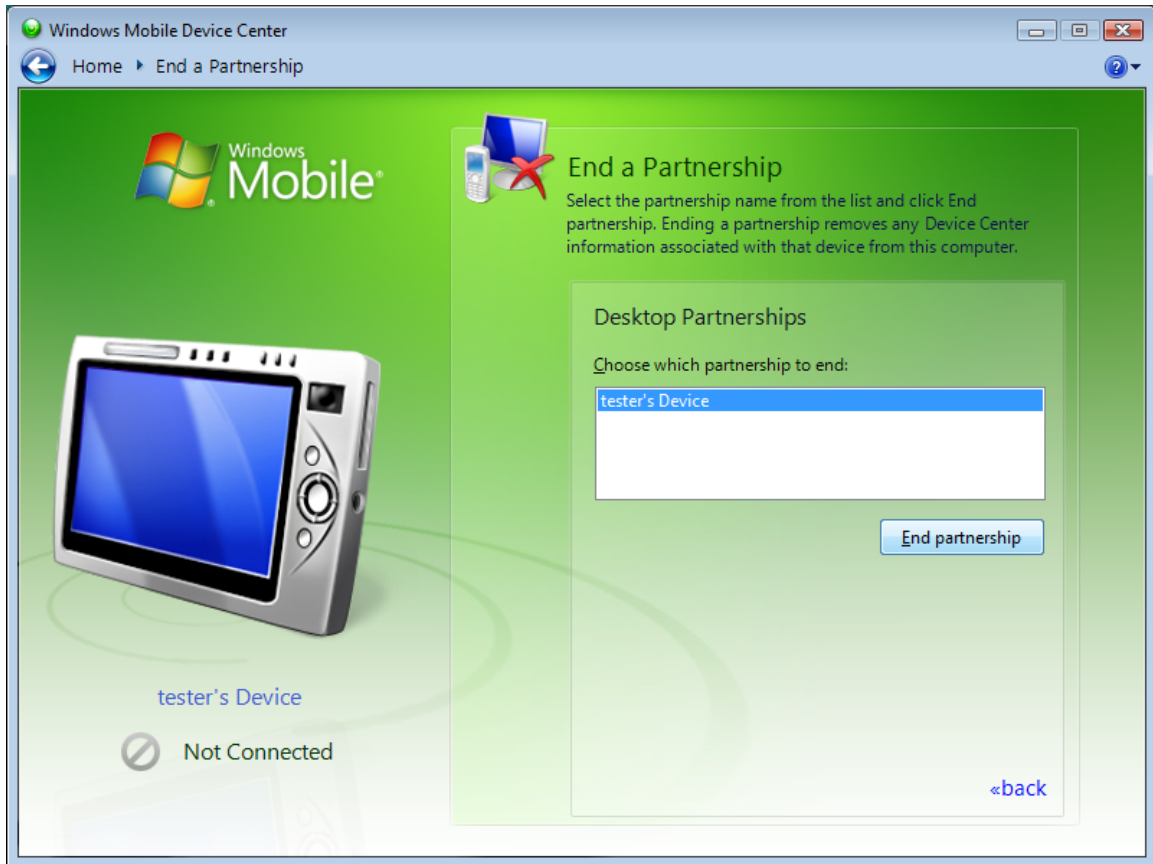 Windows Mobile Device Center
Home ▸ End a Partnership
Windows
Mobile®
End a Partnership
Select the partnership name from the list and click End
partnership. Ending a partnership removes any Device Center
information associated with that device from this computer.
Desktop Partnerships
Choose which partnership to end:
tester's Device
End partnership
tester's Device
Not Connected
«back